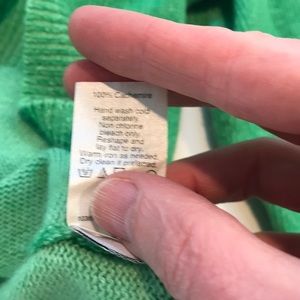 100% Cachemire
Hand wash cold
separately.
Non chlorine
bleach only.
Reshape and
lay flat to dry.
Warm iron as needed.
Dry clean if preferred.